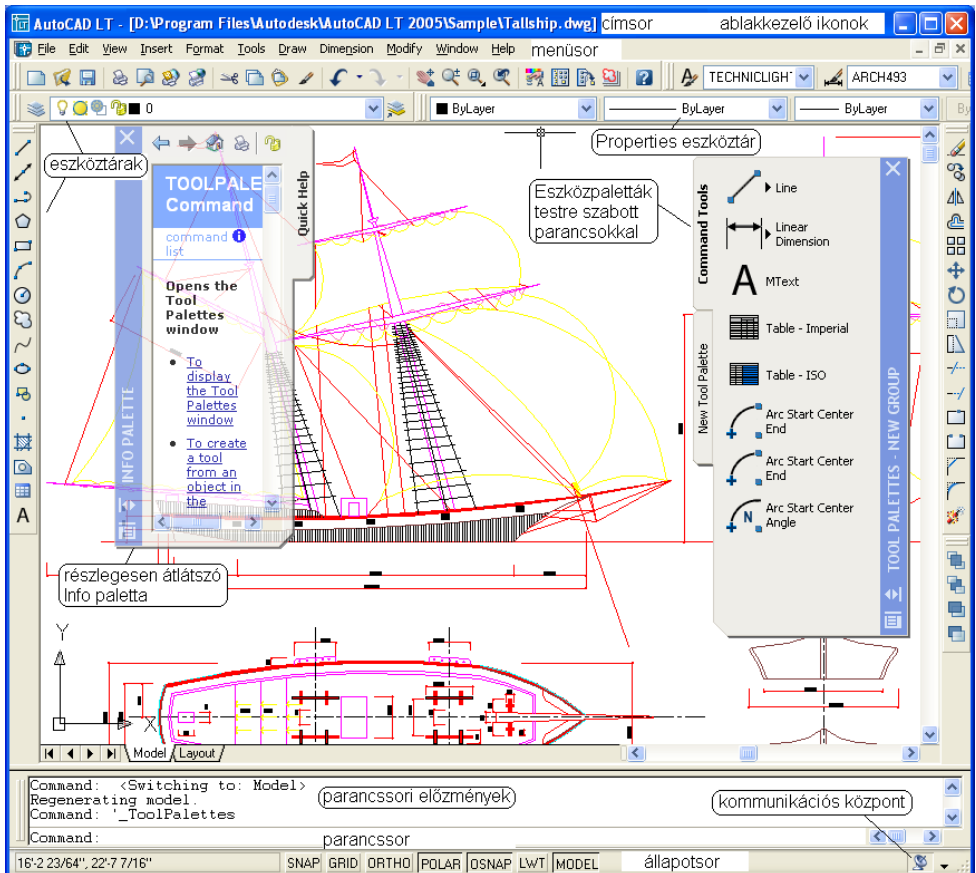 AutoCAD LT - [D:\Program Files\Autodesk\AutoCAD LT 2005\Sample\Tallship.dwg] címsor ablakkezelő ikonok
File Edit View Insert Format Tools Draw Dimension Modify Window Help menüsor
TECHNICLIGHT ARCH493
0 ByLayer ByLayer ByLayer By
eszköztárak
Properties eszköztár
TOOLPALE
Command
command
list
Quick Help
Opens the
Tool
Palettes
window
To
display
the Tool
Palettes
window
To create
a tool
from an
object in
the
INFO PALETTE
részlegesen átlátszó
Info paletta
Eszközpaletták
testre szabott
parancsokkal
Command Tools
New Tool Palette
Line
Linear
Dimension
A MText
Table - Imperial
Table - ISO
Arc Start Center
End
Arc Start Center
End
N Arc Start Center
Angle
TOOL PALETTES - NEW GROUP
A
Y
X
Model Layout
Command: <Switching to: Model>
Regenerating model.
Command: '_ToolPalettes
parancssori előzmények
kommunikációs központ
Command: parancssor
16'-2 23/64", 22'-7 7/16" SNAP GRID ORTHO POLAR OSNAP LWT MODEL állapotsor